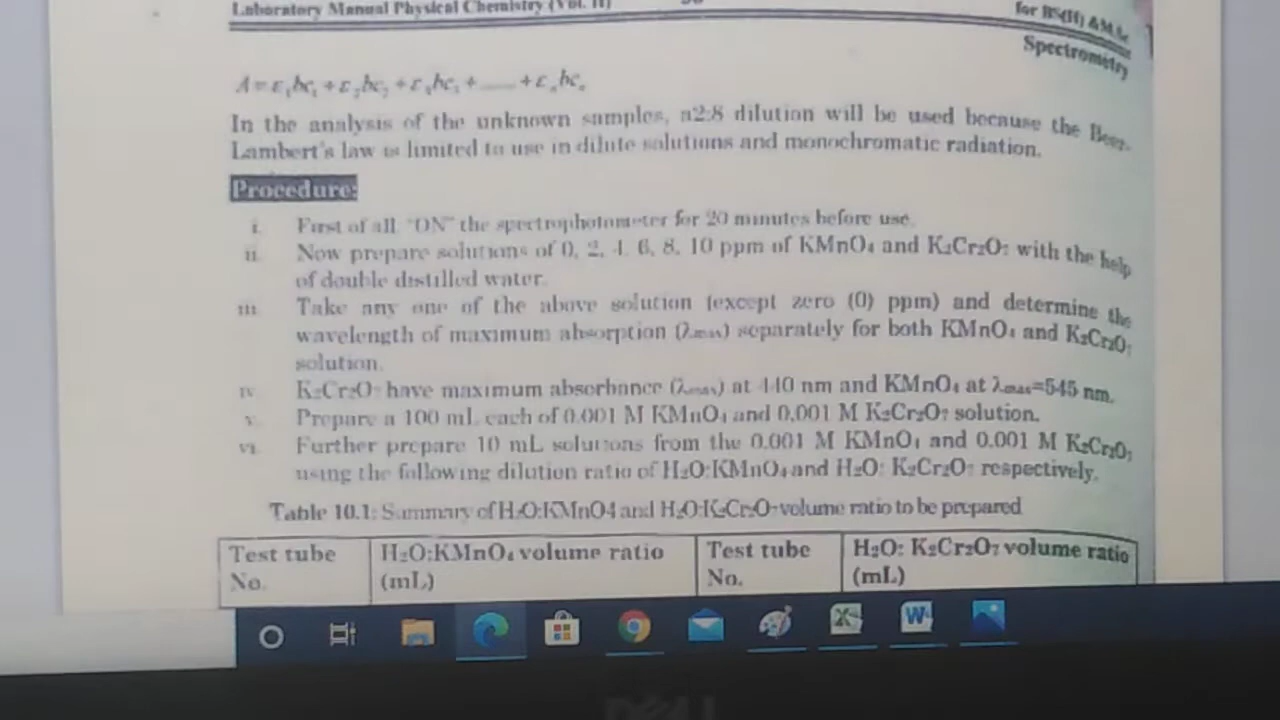 Laboratory Manual Physical Chemistry (Vol. II)
for BS(H) & M.Sc
Spectrometry
A = ε₁bc₁ + ε₂bc₂ + ε₃bc₃ + ....... + εₙbcₙ
In the analysis of the unknown samples, a2:8 dilution will be used because the Beer-
Lambert's law is limited to use in dilute solutions and monochromatic radiation.
Procedure:
i. First of all "ON" the spectrophotometer for 20 minutes before use.
ii. Now prepare solutions of 0, 2, 4, 6, 8, 10 ppm of KMnO₄ and K₂Cr₂O₇ with the help
of double distilled water.
iii. Take any one of the above solution (except zero (0) ppm) and determine the
wavelength of maximum absorption (λmax) separately for both KMnO₄ and K₂Cr₂O₇
solution.
iv. K₂Cr₂O₇ have maximum absorbance (λmax) at 440 nm and KMnO₄ at λmax=545 nm.
v. Prepare a 100 mL each of 0.001 M KMnO₄ and 0.001 M K₂Cr₂O₇ solution.
vi. Further prepare 10 mL solutions from the 0.001 M KMnO₄ and 0.001 M K₂Cr₂O₇
using the following dilution ratio of H₂O:KMnO₄ and H₂O: K₂Cr₂O₇ respectively.
Table 10.1: Summary of H₂O:KMnO4 and H₂O:K₂Cr₂O₇ volume ratio to be prepared
Test tube No. H₂O:KMnO₄ volume ratio (mL) Test tube No. H₂O: K₂Cr₂O₇ volume ratio (mL)